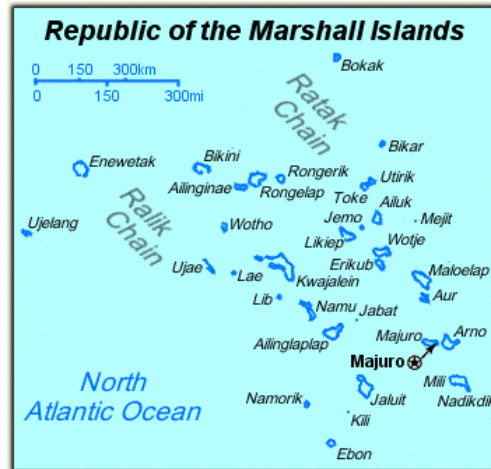 Republic of the Marshall Islands
0 150 300km
0 150 300mi
Bokak
Ratak
Chain
Bikar
Enewetak
Bikini
Rongerik
Utirik
Ailinginae
Rongelap
Toke
Ailuk
Ralik
Chain
Jemo
Mejit
Ujelang
Wotho
Likiep
Wotje
Ujae
Lae
Erikub
Maloelap
Kwajalein
Lib
Aur
Namu
Jabat
Ailinglaplap
Majuro
Arno
Majuro
North
Atlantic Ocean
Mili
Namorik
Jaluit
Nadikdik
Kili
Ebon